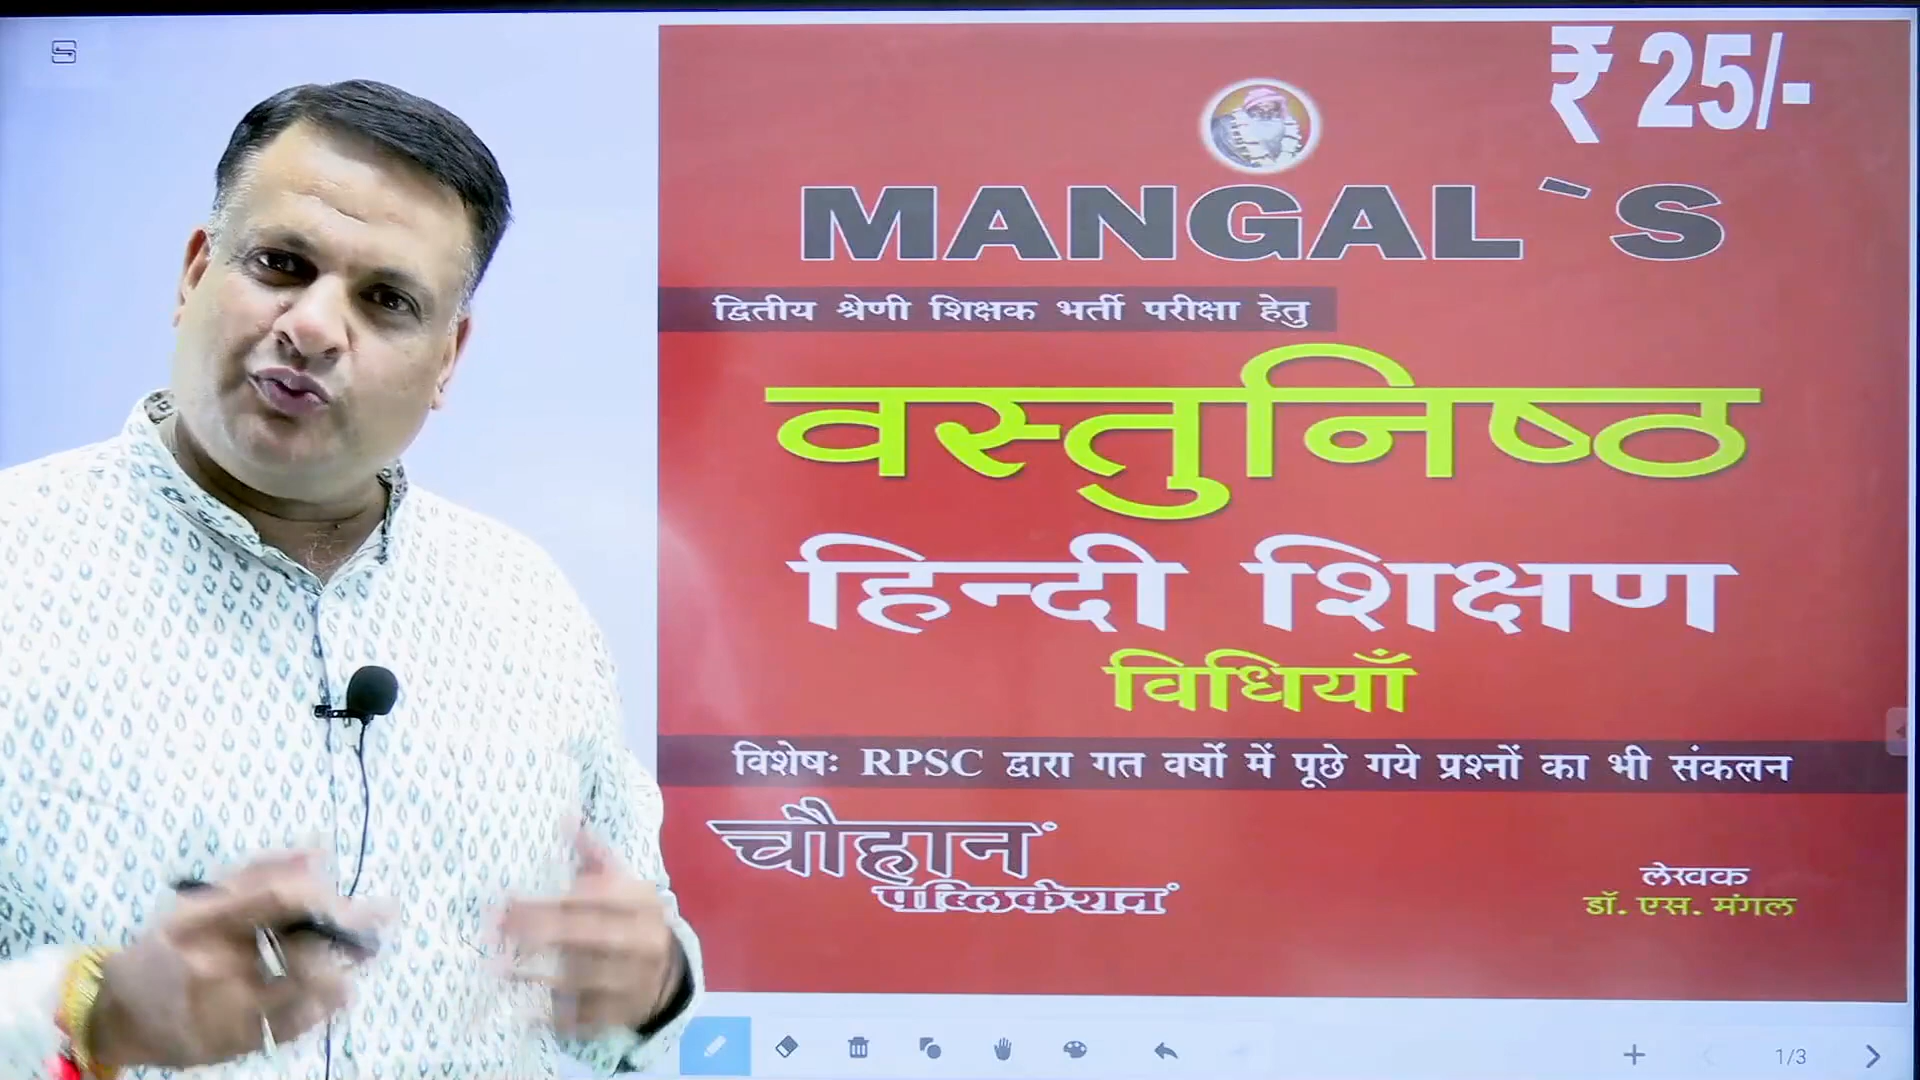 ₹ 25/-
MANGAL`S
द्वितीय श्रेणी शिक्षक भर्ती परीक्षा हेतु
वस्तुनिष्ठ
हिन्दी शिक्षण
विधियाँ
विशेषः RPSC द्वारा गत वर्षो में पूछे गये प्रश्नों का भी संकलन
चौहान
पब्लिकेशन
लेखक
डॉ. एस. मंगल
1/3